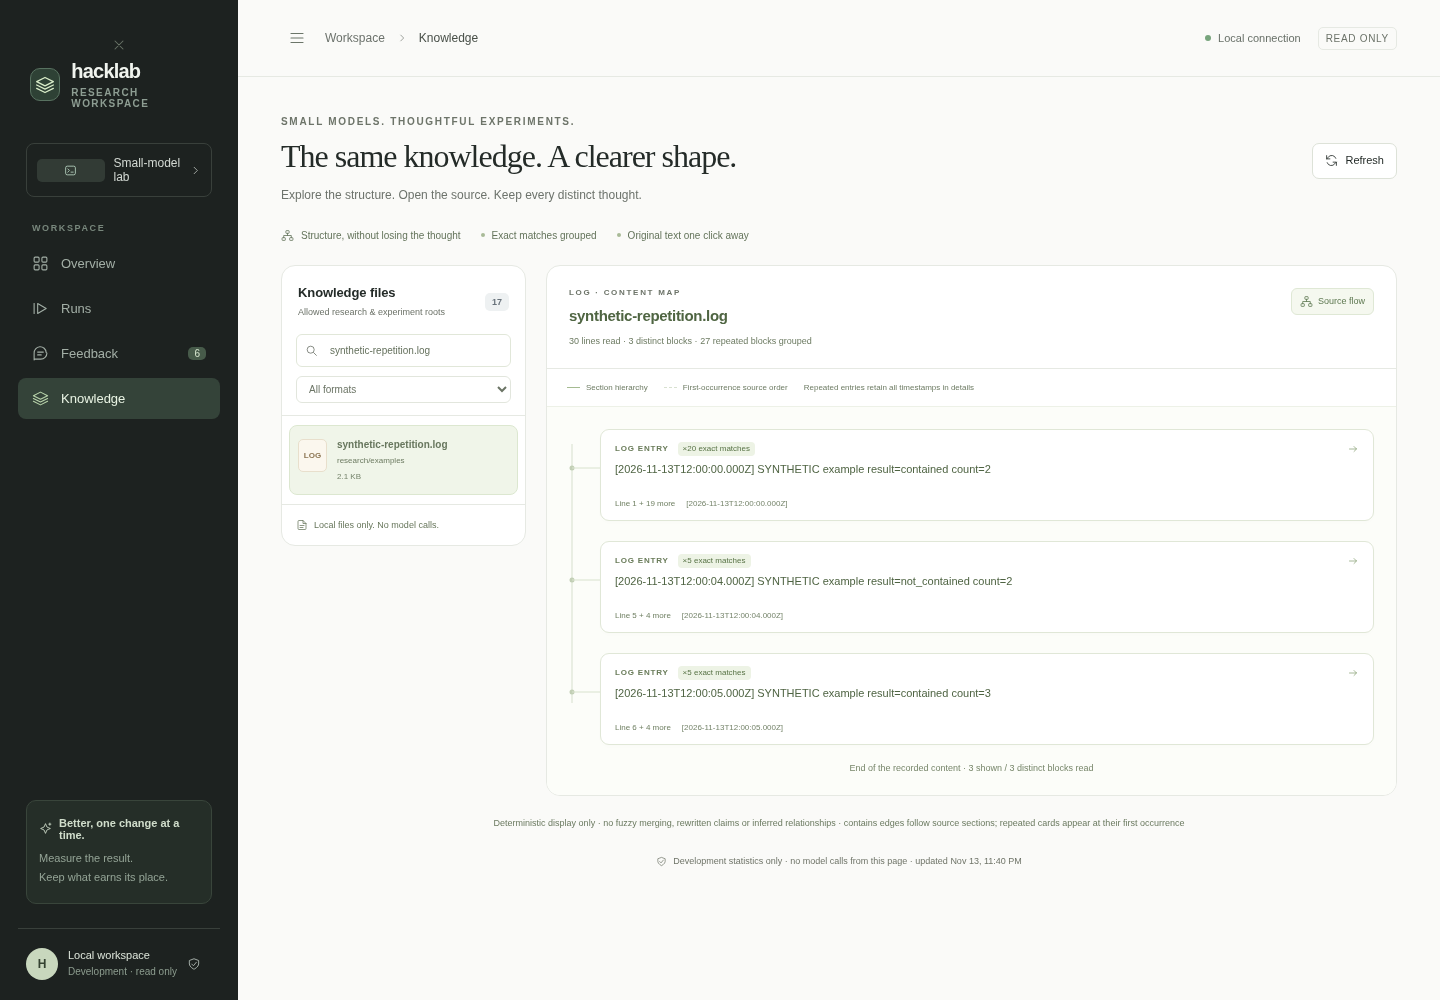 hacklab
RESEARCH
WORKSPACE
Small-model
lab
WORKSPACE
Overview
Runs
Feedback 6
Knowledge
Better, one change at a
time.
Measure the result.
Keep what earns its place.
H
Local workspace
Development · read only
Workspace Knowledge
Local connection
READ ONLY
SMALL MODELS. THOUGHTFUL EXPERIMENTS.
The same knowledge. A clearer shape.
Explore the structure. Open the source. Keep every distinct thought.
Refresh
Structure, without losing the thought
Exact matches grouped
Original text one click away
Knowledge files
Allowed research & experiment roots
17
synthetic-repetition.log
All formats
LOG
synthetic-repetition.log
research/examples
2.1 KB
Local files only. No model calls.
LOG · CONTENT MAP
synthetic-repetition.log
30 lines read · 3 distinct blocks · 27 repeated blocks grouped
Source flow
Section hierarchy
First-occurrence source order
Repeated entries retain all timestamps in details
LOG ENTRY ×20 exact matches
[2026-11-13T12:00:00.000Z] SYNTHETIC example result=contained count=2
Line 1 + 19 more [2026-11-13T12:00:00.000Z]
LOG ENTRY ×5 exact matches
[2026-11-13T12:00:04.000Z] SYNTHETIC example result=not_contained count=2
Line 5 + 4 more [2026-11-13T12:00:04.000Z]
LOG ENTRY ×5 exact matches
[2026-11-13T12:00:05.000Z] SYNTHETIC example result=contained count=3
Line 6 + 4 more [2026-11-13T12:00:05.000Z]
End of the recorded content · 3 shown / 3 distinct blocks read
Deterministic display only · no fuzzy merging, rewritten claims or inferred relationships · contains edges follow source sections; repeated cards appear at their first occurrence
Development statistics only · no model calls from this page · updated Nov 13, 11:40 PM